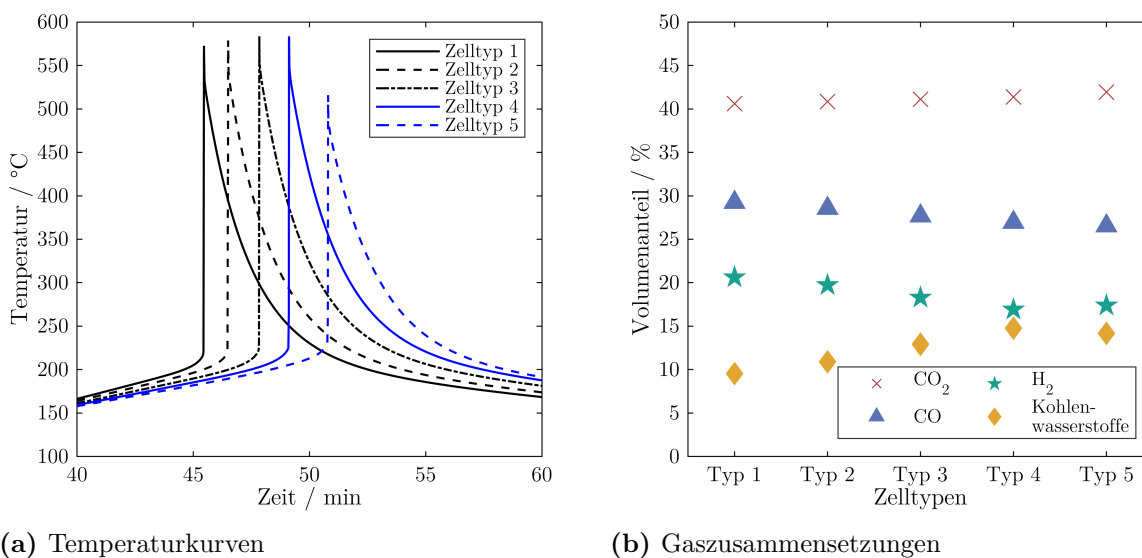 600
550
500
450
400
350
300
250
200
150
100
Temperatur / °C
Zelltyp 1
Zelltyp 2
Zelltyp 3
Zelltyp 4
Zelltyp 5
40 45 50 55 60
Zeit / min
(a) Temperaturkurven
50
45
40
35
30
25
20
15
10
5
0
Volumenanteil / %
CO₂ H₂
CO Kohlen-
wasserstoffe
Typ 1 Typ 2 Typ 3 Typ 4 Typ 5
Zelltypen
(b) Gaszusammensetzungen